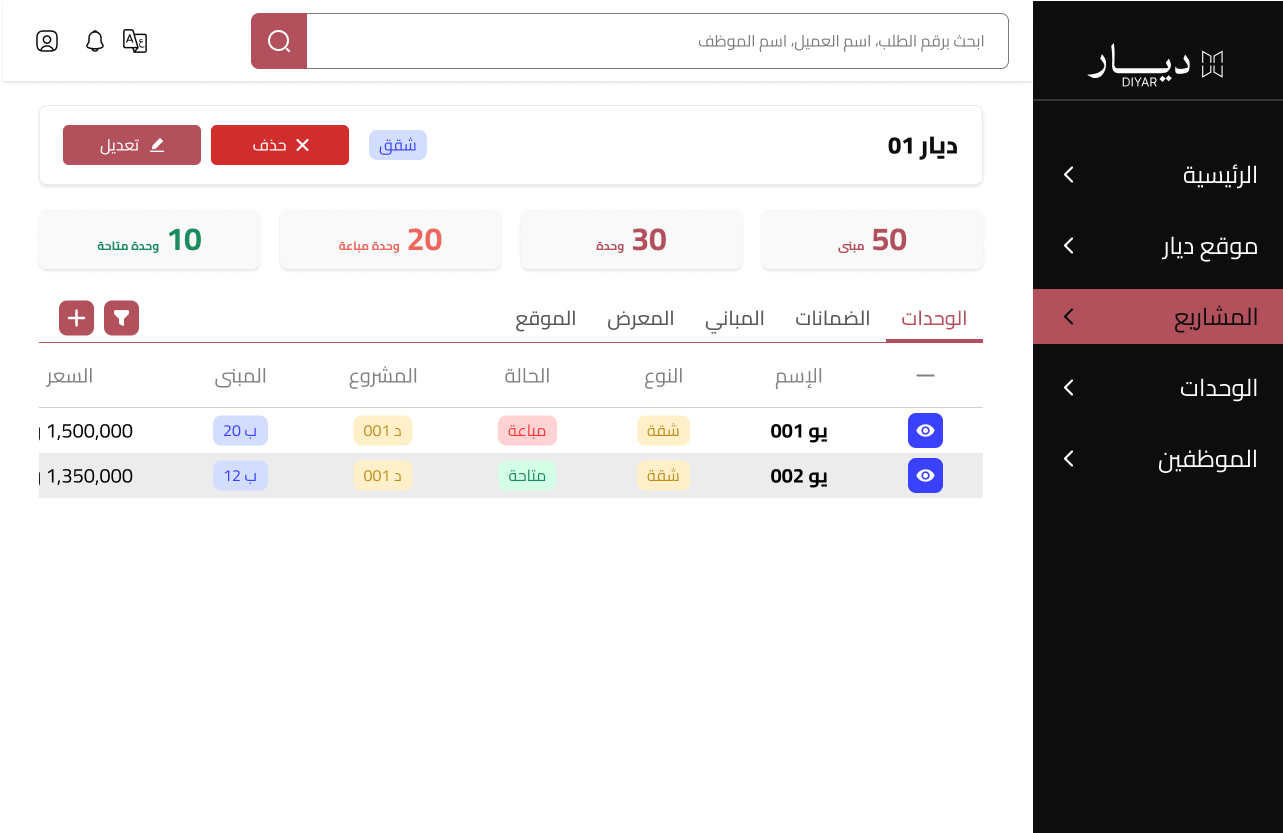 ديار
DIYAR
الرئيسية
موقع ديار
المشاريع
الوحدات
الموظفين
ابحث برقم الطلب، اسم العميل، اسم الموظف
ديار 01
شقق
حذف
تعديل
50 مبنى
30 وحدة
20 وحدة مباعة
10 وحدة متاحة
الوحدات الضمانات المباني المعرض الموقع
— الإسم النوع الحالة المشروع المبنى السعر
يو 001 شقة مباعة د 001 ب 20 1,500,000
يو 002 شقة متاحة د 001 ب 12 1,350,000